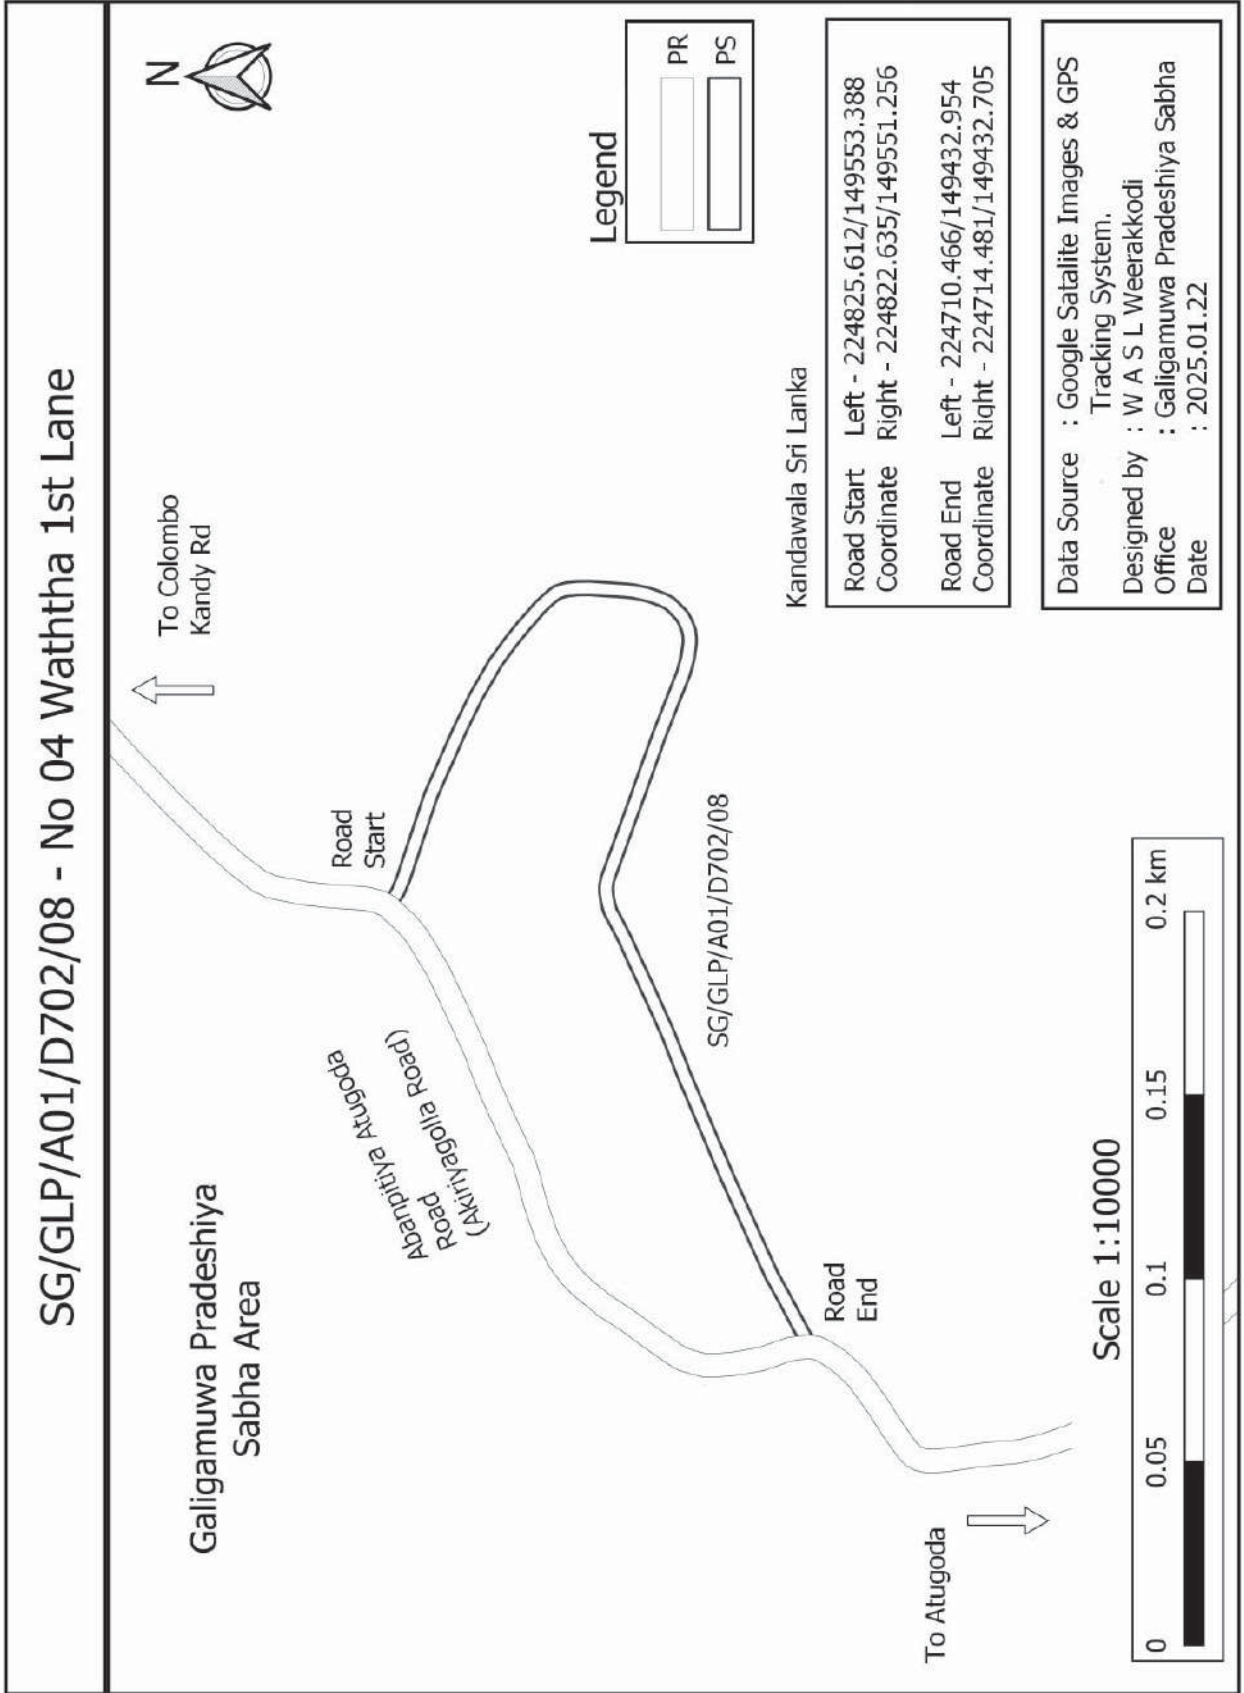 SG/GLP/A01/D702/08 - No 04 Waththa 1st Lane
N
Galigamuwa Pradeshiya
Sabha Area
To Colombo
Kandy Rd
Road
Start
Abanpitiya Atugoda
Road
(Akiriyagolla Road)
SG/GLP/A01/D702/08
Road
End
To Atugoda
Legend
PR
PS
Kandawala Sri Lanka
Road Start Left - 224825.612/149553.388
Coordinate Right - 224822.635/149551.256
Road End Left - 224710.466/149432.954
Coordinate Right - 224714.481/149432.705
Data Source : Google Satalite Images & GPS
Tracking System.
Designed by : W A S L Weerakkodi
Office : Galigamuwa Pradeshiya Sabha
Date : 2025.01.22
Scale 1:10000
0 0.05 0.1 0.15 0.2 km